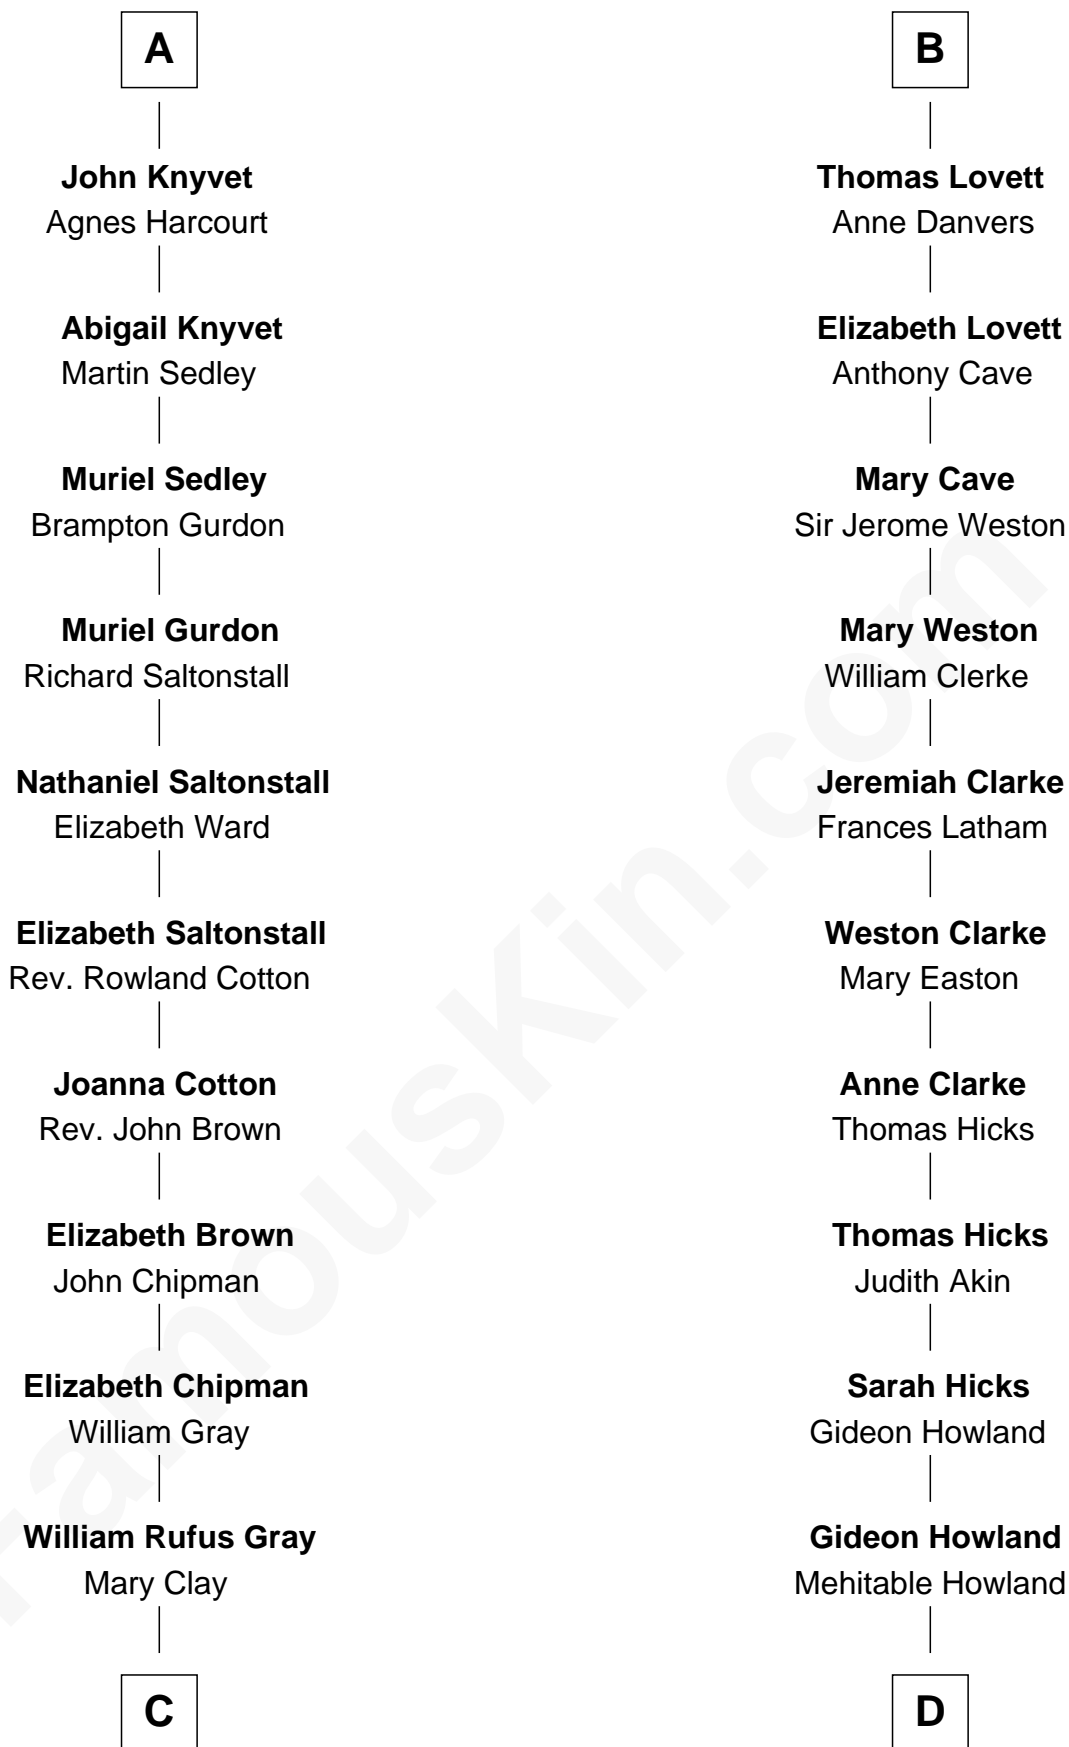 A
John Knyvet
Agnes Harcourt
Abigail Knyvet
Martin Sedley
Muriel Sedley
Brampton Gurdon
Muriel Gurdon
Richard Saltonstall
Nathaniel Saltonstall
Elizabeth Ward
Elizabeth Saltonstall
Rev. Rowland Cotton
Joanna Cotton
Rev. John Brown
Elizabeth Brown
John Chipman
Elizabeth Chipman
William Gray
William Rufus Gray
Mary Clay
C
B
Thomas Lovett
Anne Danvers
Elizabeth Lovett
Anthony Cave
Mary Cave
Sir Jerome Weston
Mary Weston
William Clerke
Jeremiah Clarke
Frances Latham
Weston Clarke
Mary Easton
Anne Clarke
Thomas Hicks
Thomas Hicks
Judith Akin
Sarah Hicks
Gideon Howland
Gideon Howland
Mehitable Howland
D
FamousKin.com